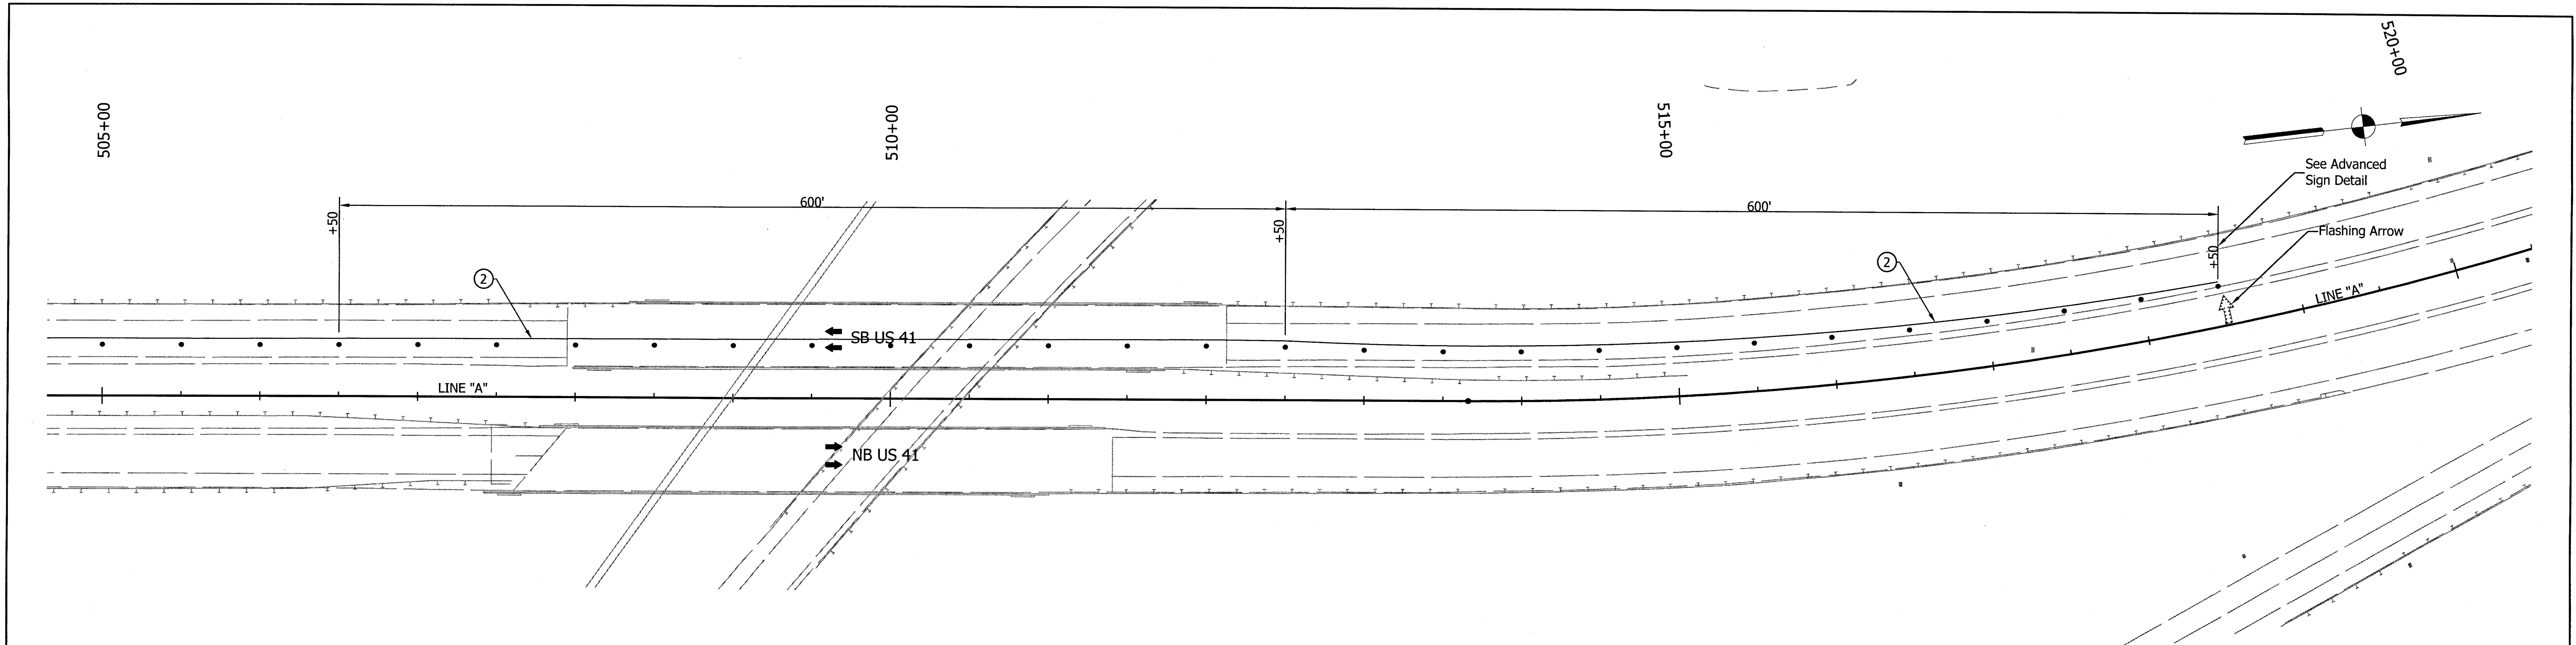 505+00
510+00
515+00
520+00
See Advanced
Sign Detail
600'
600'
Flashing Arrow
+50
+50
+50
2
2
SB US 41
LINE "A"
LINE "A"
NB US 41